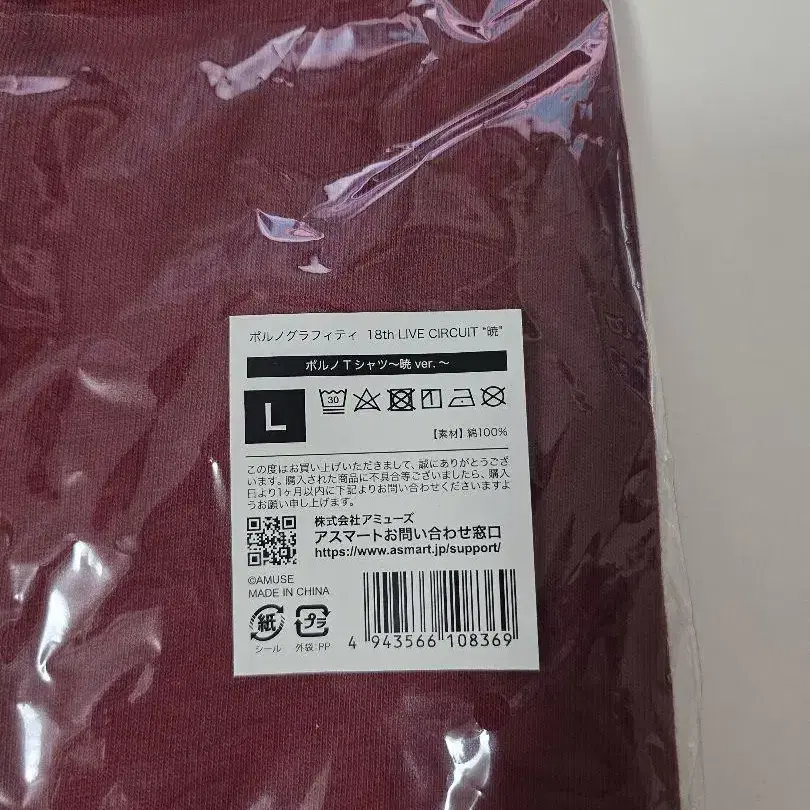 ポルノグラフィティ 18th LIVE CIRCUIT "暁"
ポルノTシャツ〜暁 ver.〜
L
30
【素材】綿100%
この度はお買い上げいただきまして、誠にありがとうござ
います。購入された商品に不具合等ございましたら、購入
日より1ヶ月以内に下記よりお問い合わせくださいますよ
うお願い申し上げます。
株式会社アミューズ
アスマートお問い合わせ窓口
https://www.asmart.jp/support/
©AMUSE
MADE IN CHINA
紙 プラ
シール 外袋:PP
4 943566 108369